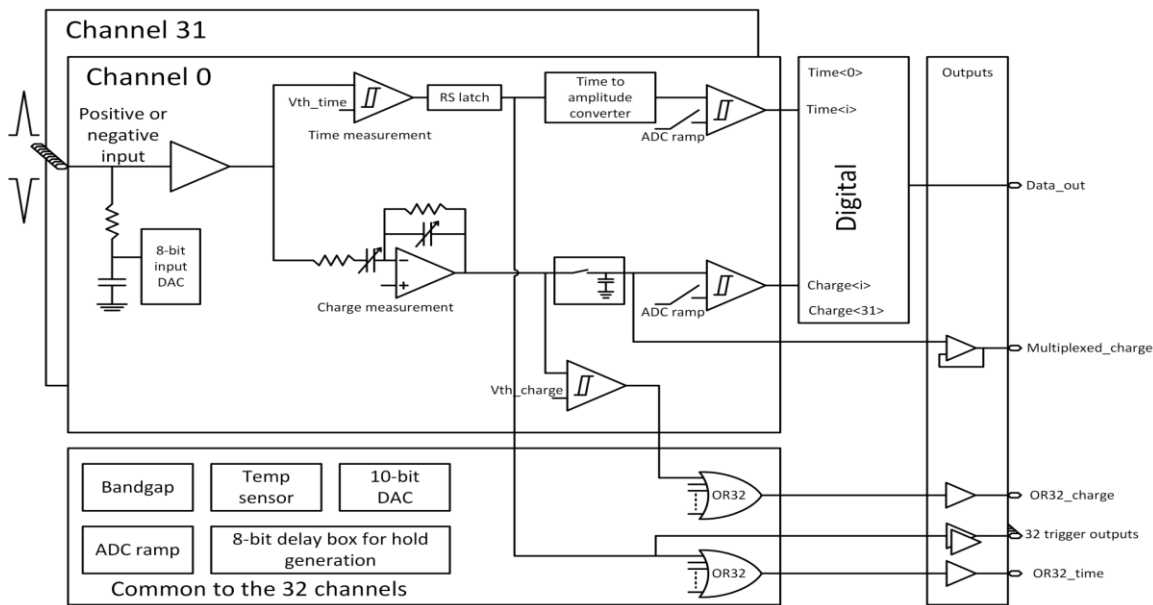 Channel 31
Channel 0
Positive or
negative
input
8-bit
input
DAC
Vth_time
Time measurement
RS latch
Time to
amplitude
converter
ADC ramp
Charge measurement
ADC ramp
Vth_charge
Time<0>
Time<i>
Digital
Charge<i>
Charge<31>
Outputs
Data_out
Multiplexed_charge
OR32_charge
32 trigger outputs
OR32_time
OR32
OR32
Bandgap
Temp
sensor
10-bit
DAC
ADC ramp
8-bit delay box for hold
generation
Common to the 32 channels